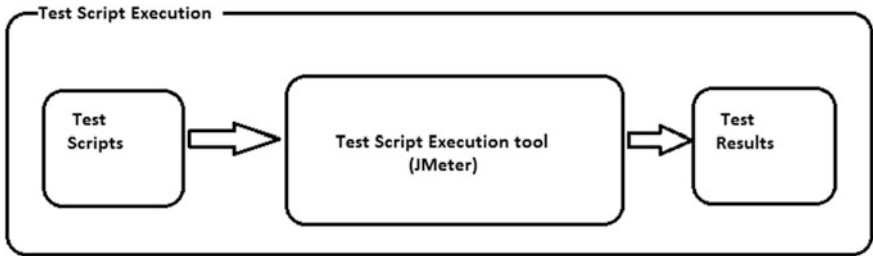 Test Script Execution
Test
Scripts
Test Script Execution tool
(JMeter)
Test
Results